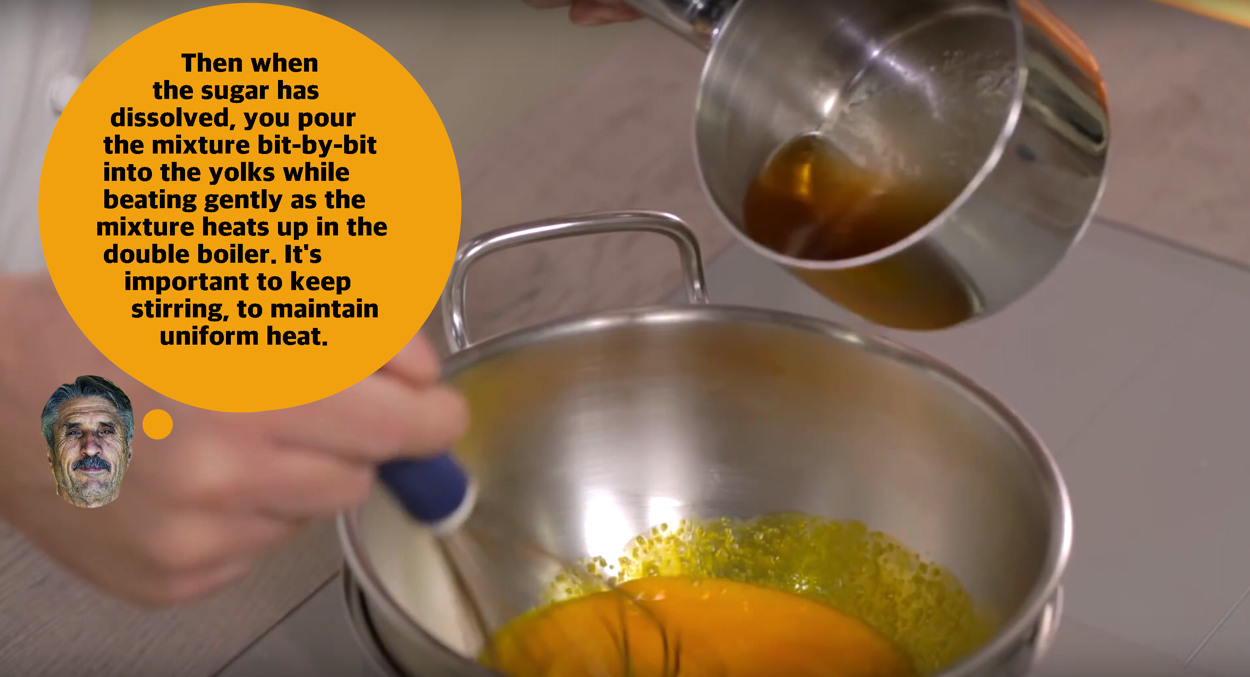 Then when
the sugar has
dissolved, you pour
the mixture bit-by-bit
into the yolks while
beating gently as the
mixture heats up in the
double boiler. It's
important to keep
stirring, to maintain
uniform heat.